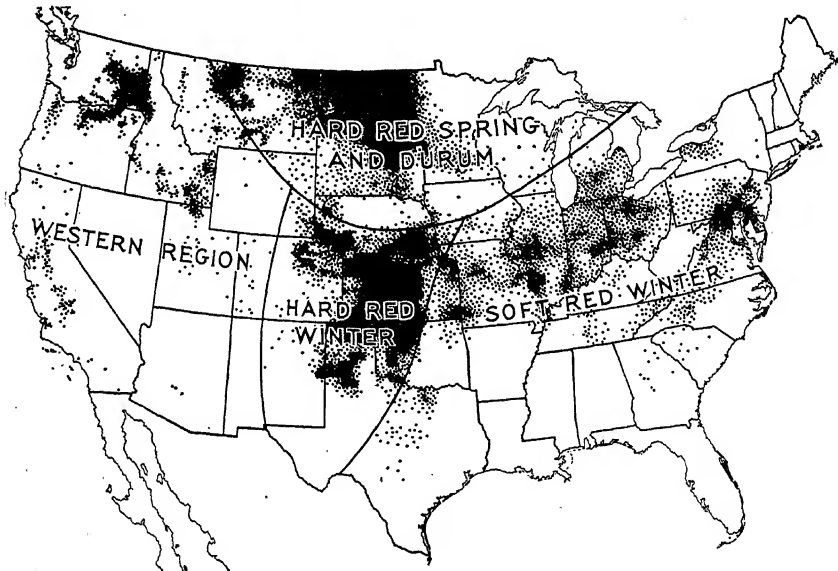 HARD RED SPRING
AND DURUM
WESTERN REGION
HARD RED
WINTER
SOFT RED WINTER